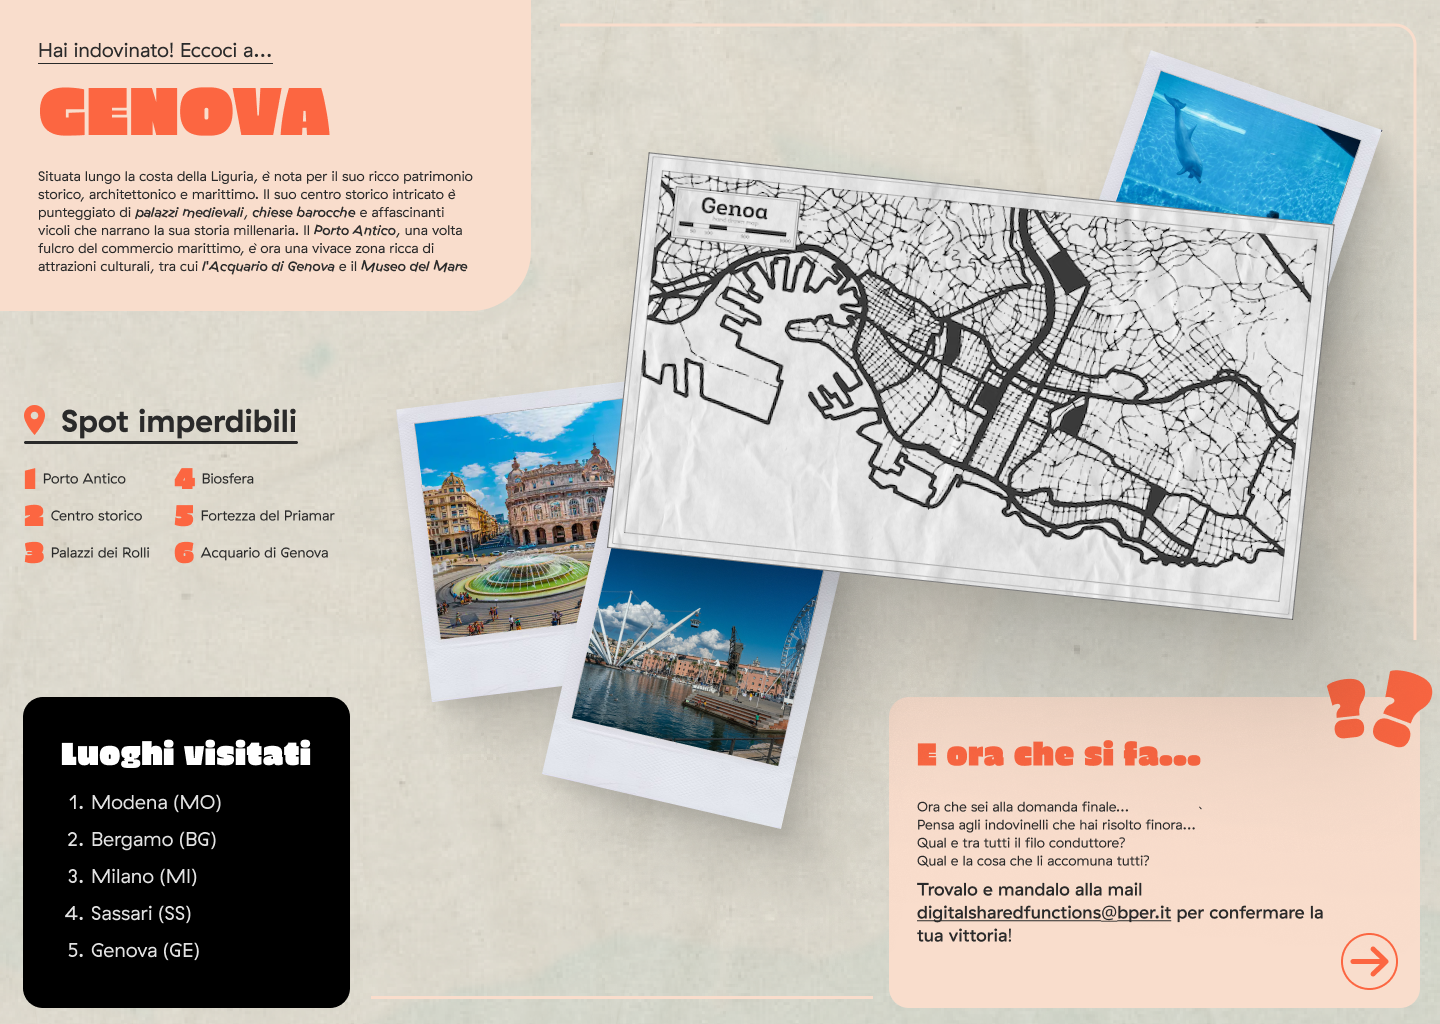 Hai indovinato! Eccoci a...
GENOVA
Situata lungo la costa della Liguria, è nota per il suo ricco patrimonio
storico, architettonico e marittimo. Il suo centro storico intricato è
punteggiato di palazzi medievali, chiese barocche e affascinanti
vicoli che narrano la sua storia millenaria. Il Porto Antico, una volta
fulcro del commercio marittimo, è ora una vivace zona ricca di
attrazioni culturali, tra cui l'Acquario di Genova e il Museo del Mare
Genoa
Spot imperdibili
1 Porto Antico
2 Centro storico
3 Palazzi dei Rolli
4 Biosfera
5 Fortezza del Priamar
6 Acquario di Genova
Luoghi visitati
1. Modena (MO)
2. Bergamo (BG)
3. Milano (MI)
4. Sassari (SS)
5. Genova (GE)
??
E ora che si fa...
Ora che sei alla domanda finale... `
Pensa agli indovinelli che hai risolto finora...
Qual e tra tutti il filo conduttore?
Qual e la cosa che li accomuna tutti?
Trovalo e mandalo alla mail
digitalsharedfunctions@bper.it per confermare la
tua vittoria!